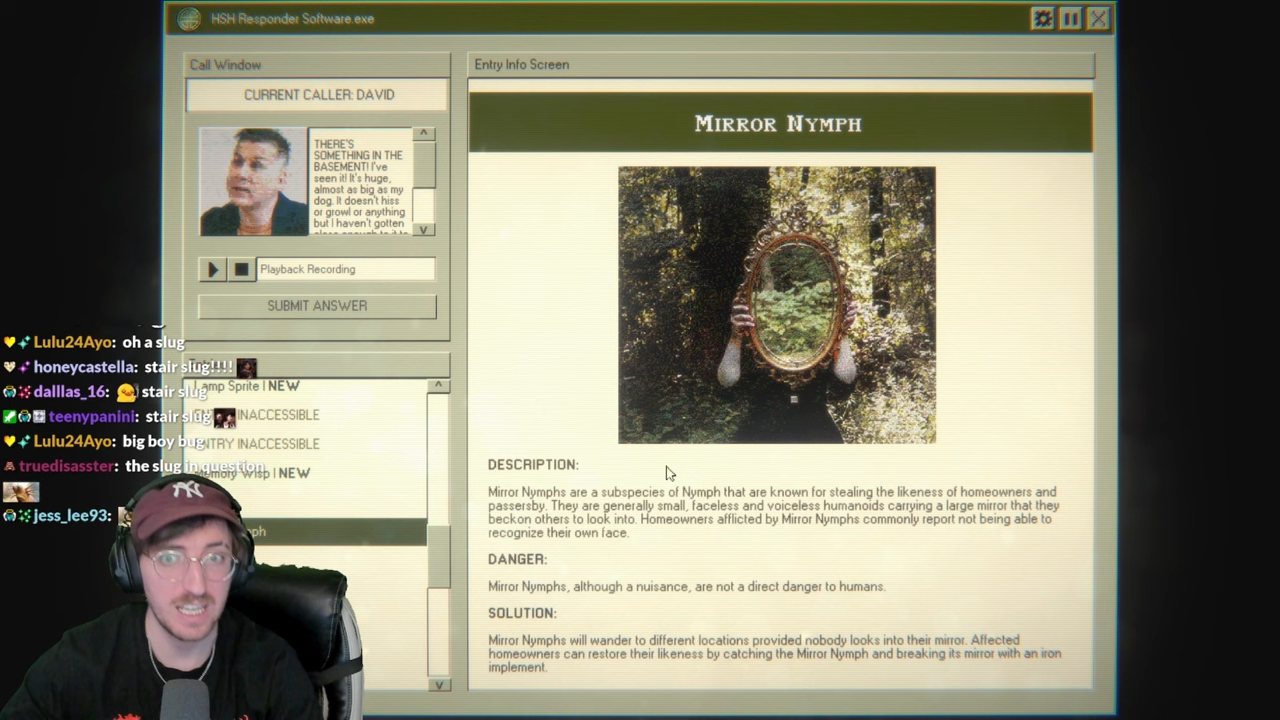 HSH Responder Software.exe
Call Window
CURRENT CALLER: DAVID
THERE'S
SOMETHING IN THE
BASEMENT! I've
seen it! It's huge,
almost as big as my
dog. It doesn't hiss
or growl or anything
but I haven't gotten
Playback Recording
SUBMIT ANSWER
Lamp Sprite | NEW
INACCESSIBLE
ENTRY INACCESSIBLE
Memory Wisp | NEW
Lulu24Ayo: oh a slug
honeycastella: stair slug!!!!
dalllas_16: stair slug
teenypanini: stair slug
Lulu24Ayo: big boy bug
truedisasster: the slug in question
jess_lee93:
Entry Info Screen
MIRROR NYMPH
DESCRIPTION:
Mirror Nymphs are a subspecies of Nymph that are known for stealing the likeness of homeowners and
passersby. They are generally small, faceless and voiceless humanoids carrying a large mirror that they
beckon others to look into. Homeowners afflicted by Mirror Nymphs commonly report not being able to
recognize their own face.
DANGER:
Mirror Nymphs, although a nuisance, are not a direct danger to humans.
SOLUTION:
Mirror Nymphs will wander to different locations provided nobody looks into their mirror. Affected
homeowners can restore their likeness by catching the Mirror Nymph and breaking its mirror with an iron
implement.